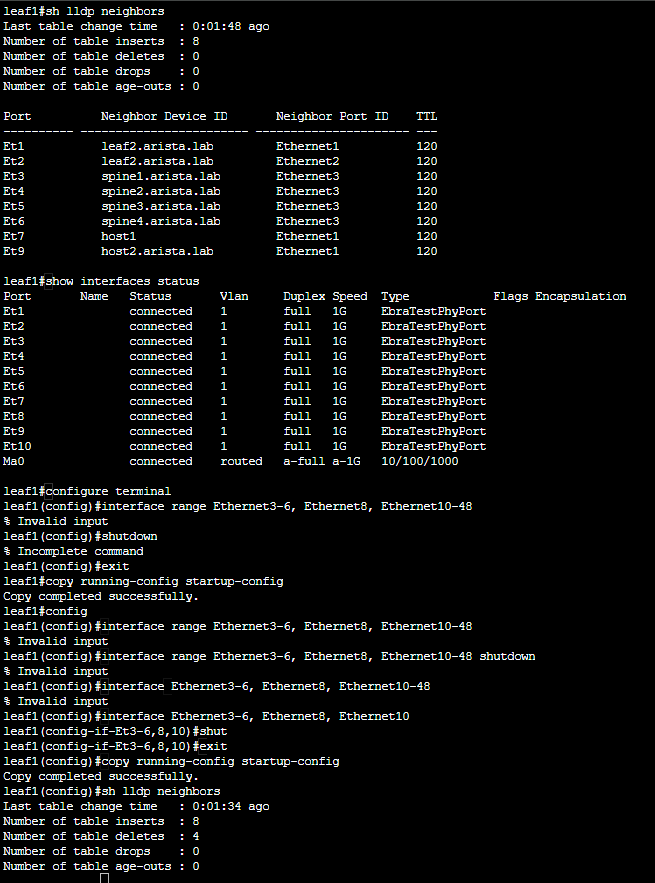 leaf1#sh lldp neighbors
Last table change time   : 0:01:48 ago
Number of table inserts  : 8
Number of table deletes  : 0
Number of table drops    : 0
Number of table age-outs : 0

Port          Neighbor Device ID       Neighbor Port ID    TTL
---------- ------------------------ ---------------------- ---
Et1           leaf2.arista.lab         Ethernet1           120
Et2           leaf2.arista.lab         Ethernet2           120
Et3           spine1.arista.lab        Ethernet3           120
Et4           spine2.arista.lab        Ethernet3           120
Et5           spine3.arista.lab        Ethernet3           120
Et6           spine4.arista.lab        Ethernet3           120
Et7           host1                    Ethernet1           120
Et9           host2.arista.lab         Ethernet1           120

leaf1#show interfaces status
Port       Name   Status       Vlan     Duplex Speed  Type            Flags Encapsulation
Et1               connected    1        full   1G     EbraTestPhyPort
Et2               connected    1        full   1G     EbraTestPhyPort
Et3               connected    1        full   1G     EbraTestPhyPort
Et4               connected    1        full   1G     EbraTestPhyPort
Et5               connected    1        full   1G     EbraTestPhyPort
Et6               connected    1        full   1G     EbraTestPhyPort
Et7               connected    1        full   1G     EbraTestPhyPort
Et8               connected    1        full   1G     EbraTestPhyPort
Et9               connected    1        full   1G     EbraTestPhyPort
Et10              connected    1        full   1G     EbraTestPhyPort
Ma0               connected    routed   a-full a-1G   10/100/1000

leaf1#configure terminal
leaf1(config)#interface range Ethernet3-6, Ethernet8, Ethernet10-48
% Invalid input
leaf1(config)#shutdown
% Incomplete command
leaf1(config)#exit
leaf1#copy running-config startup-config
Copy completed successfully.
leaf1#config
leaf1(config)#interface range Ethernet3-6, Ethernet8, Ethernet10-48
% Invalid input
leaf1(config)#interface range Ethernet3-6, Ethernet8, Ethernet10-48 shutdown
% Invalid input
leaf1(config)#interface Ethernet3-6, Ethernet8, Ethernet10-48
% Invalid input
leaf1(config)#interface Ethernet3-6, Ethernet8, Ethernet10
leaf1(config-if-Et3-6,8,10)#shut
leaf1(config-if-Et3-6,8,10)#exit
leaf1(config)#copy running-config startup-config
Copy completed successfully.
leaf1(config)#sh lldp neighbors
Last table change time   : 0:01:34 ago
Number of table inserts  : 8
Number of table deletes  : 4
Number of table drops    : 0
Number of table age-outs : 0